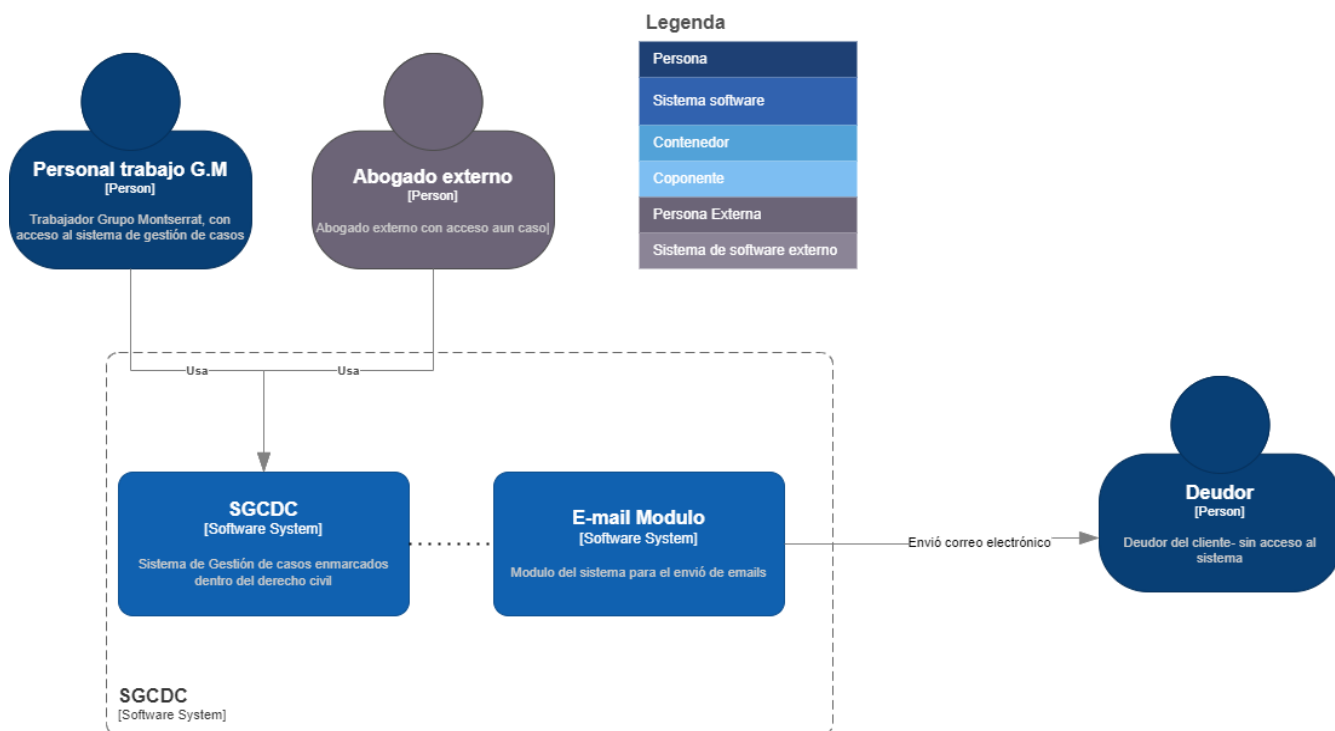 Legenda
Persona
Sistema software
Contenedor
Coponente
Persona Externa
Sistema de software externo
Personal trabajo G.M
[Person]
Trabajador Grupo Montserrat, con
acceso al sistema de gestión de casos
Abogado externo
[Person]
Abogado externo con acceso aun caso|
Usa
Usa
SGCDC
[Software System]
Sistema de Gestión de casos enmarcados
dentro del derecho civil
E-mail Modulo
[Software System]
Modulo del sistema para el envió de emails
Envió correo electrónico
Deudor
[Person]
Deudor del cliente- sin acceso al
sistema
SGCDC
[Software System]